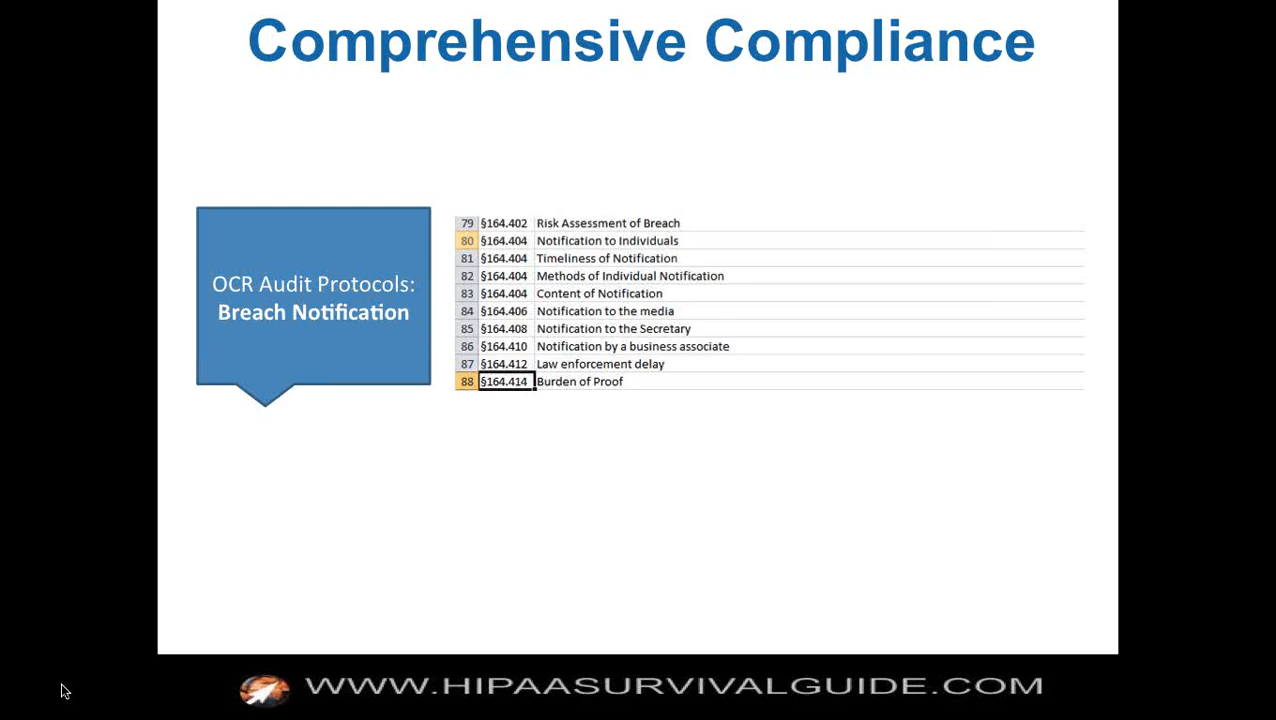 Comprehensive Compliance
OCR Audit Protocols:
Breach Notification
79 §164.402 Risk Assessment of Breach
80 §164.404 Notification to Individuals
81 §164.404 Timeliness of Notification
82 §164.404 Methods of Individual Notification
83 §164.404 Content of Notification
84 §164.406 Notification to the media
85 §164.408 Notification to the Secretary
86 §164.410 Notification by a business associate
87 §164.412 Law enforcement delay
88 §164.414 Burden of Proof
WWW.HIPAASURVIVALGUIDE.COM